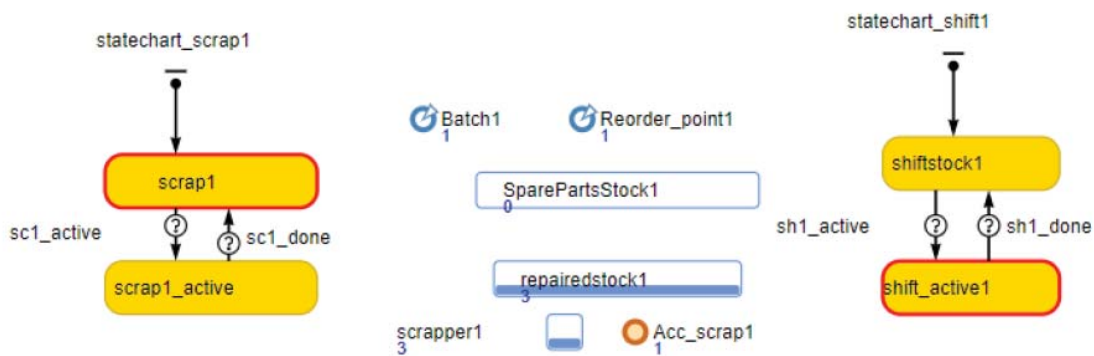 statechart_scrap1
statechart_shift1
Batch1
1
Reorder_point1
1
scrap1
SparePartsStock1
0
shiftstock1
sc1_active
?
?
sc1_done
sh1_active
?
?
sh1_done
scrap1_active
repairedstock1
3
shift_active1
scrapper1
3
Acc_scrap1
1